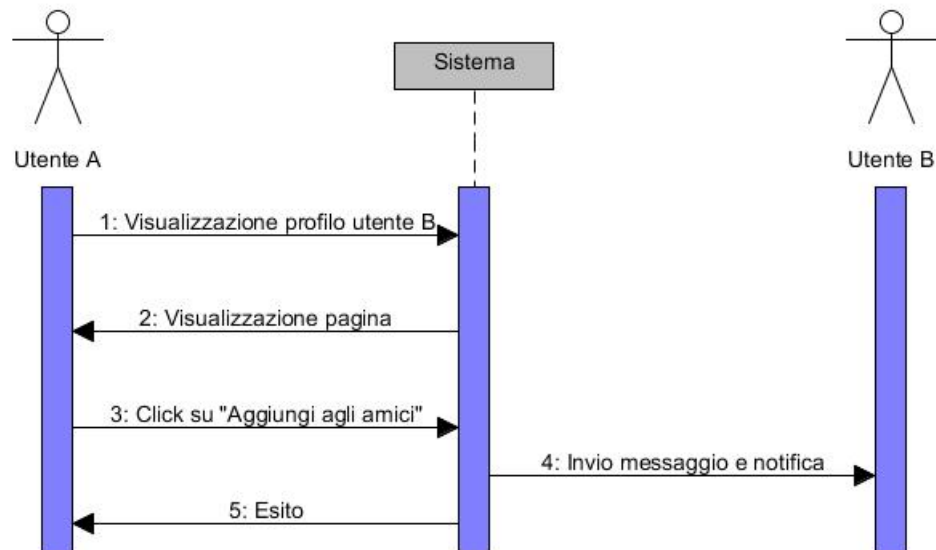 Sistema
Utente A
Utente B
1: Visualizzazione profilo utente B
2: Visualizzazione pagina
3: Click su "Aggiungi agli amici"
4: Invio messaggio e notifica
5: Esito